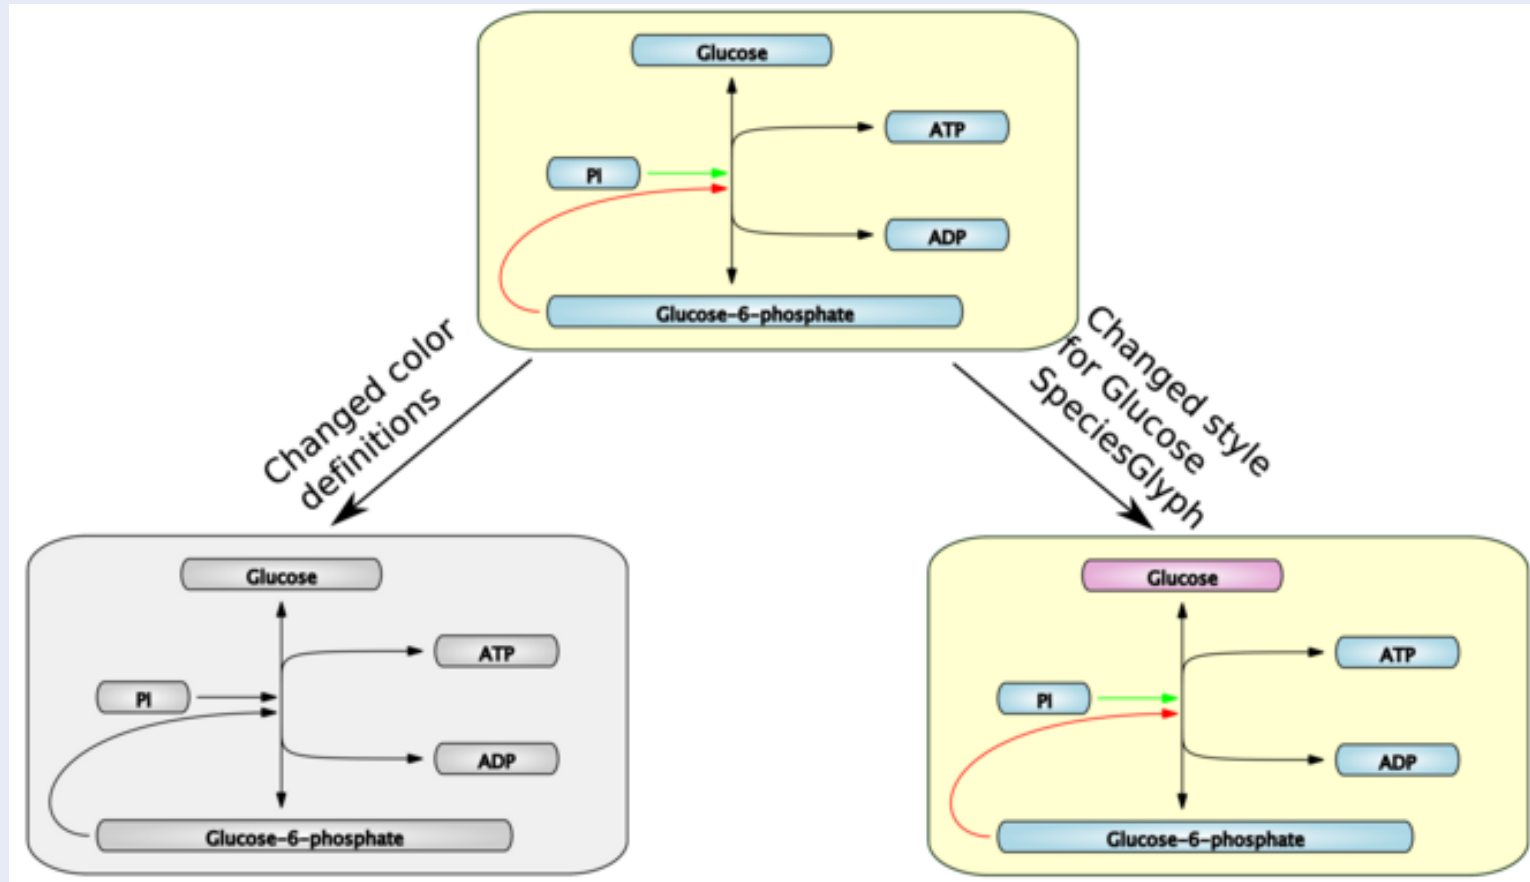 Glucose
ATP
PI
ADP
Glucose-6-phosphate
Changed color
definitions
Changed style
for Glucose
SpeciesGlyph
Glucose
ATP
PI
ADP
Glucose-6-phosphate
Glucose
ATP
PI
ADP
Glucose-6-phosphate